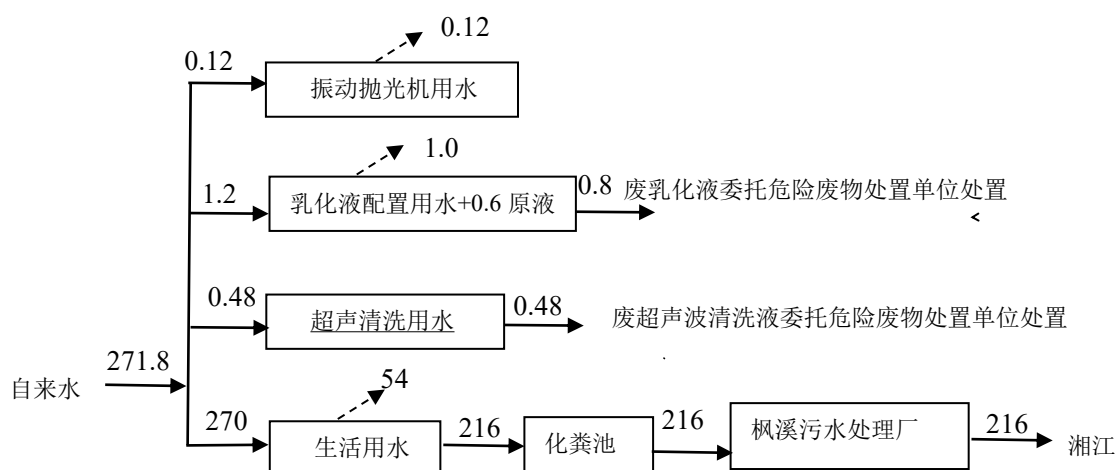 0.12
0.12
振动抛光机用水
1.0
1.2
乳化液配置用水+0.6 原液
0.8
废乳化液委托危险废物处置单位处置
0.48
超声清洗用水
0.48
废超声波清洗液委托危险废物处置单位处置
自来水
271.8
54
270
生活用水
216
化粪池
216
枫溪污水处理厂
216
湘江